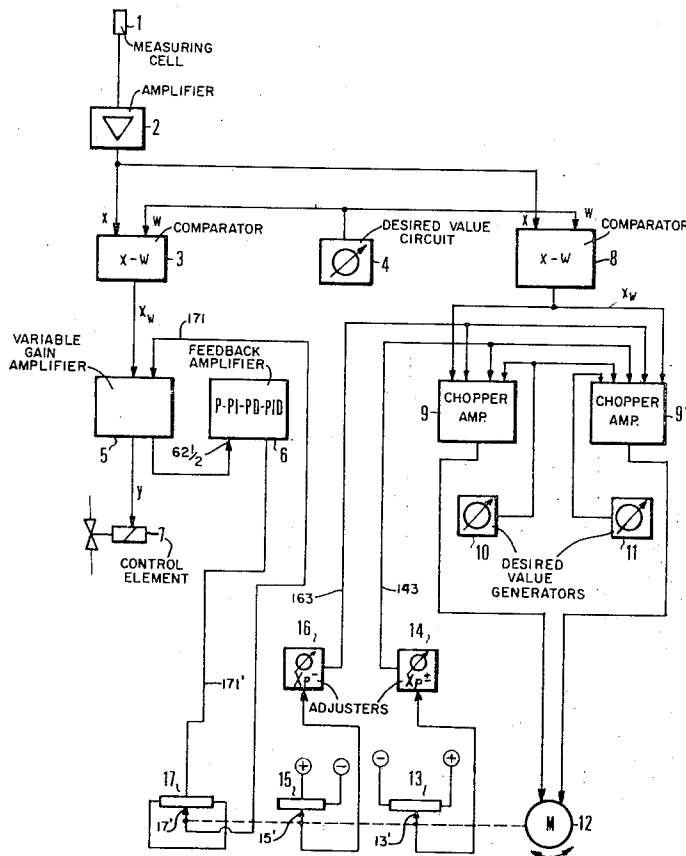 1
MEASURING
CELL
AMPLIFIER
2
X
W
COMPARATOR
X-W
3
DESIRED VALUE
CIRCUIT
4
X
W
COMPARATOR
X-W
8
Xw
171
Xw
VARIABLE
GAIN
AMPLIFIER
5
FEEDBACK
AMPLIFIER
P-PI-PD-PID
6
62 1/2
CHOPPER
AMP.
9
CHOPPER
AMP.
9'
y
7
CONTROL
ELEMENT
10
DESIRED
VALUE
GENERATORS
11
163
143
16
Xp-
14
Xp±
ADJUSTERS
171'
17
17'
+
-
15
15'
-
+
13
13'
M
12